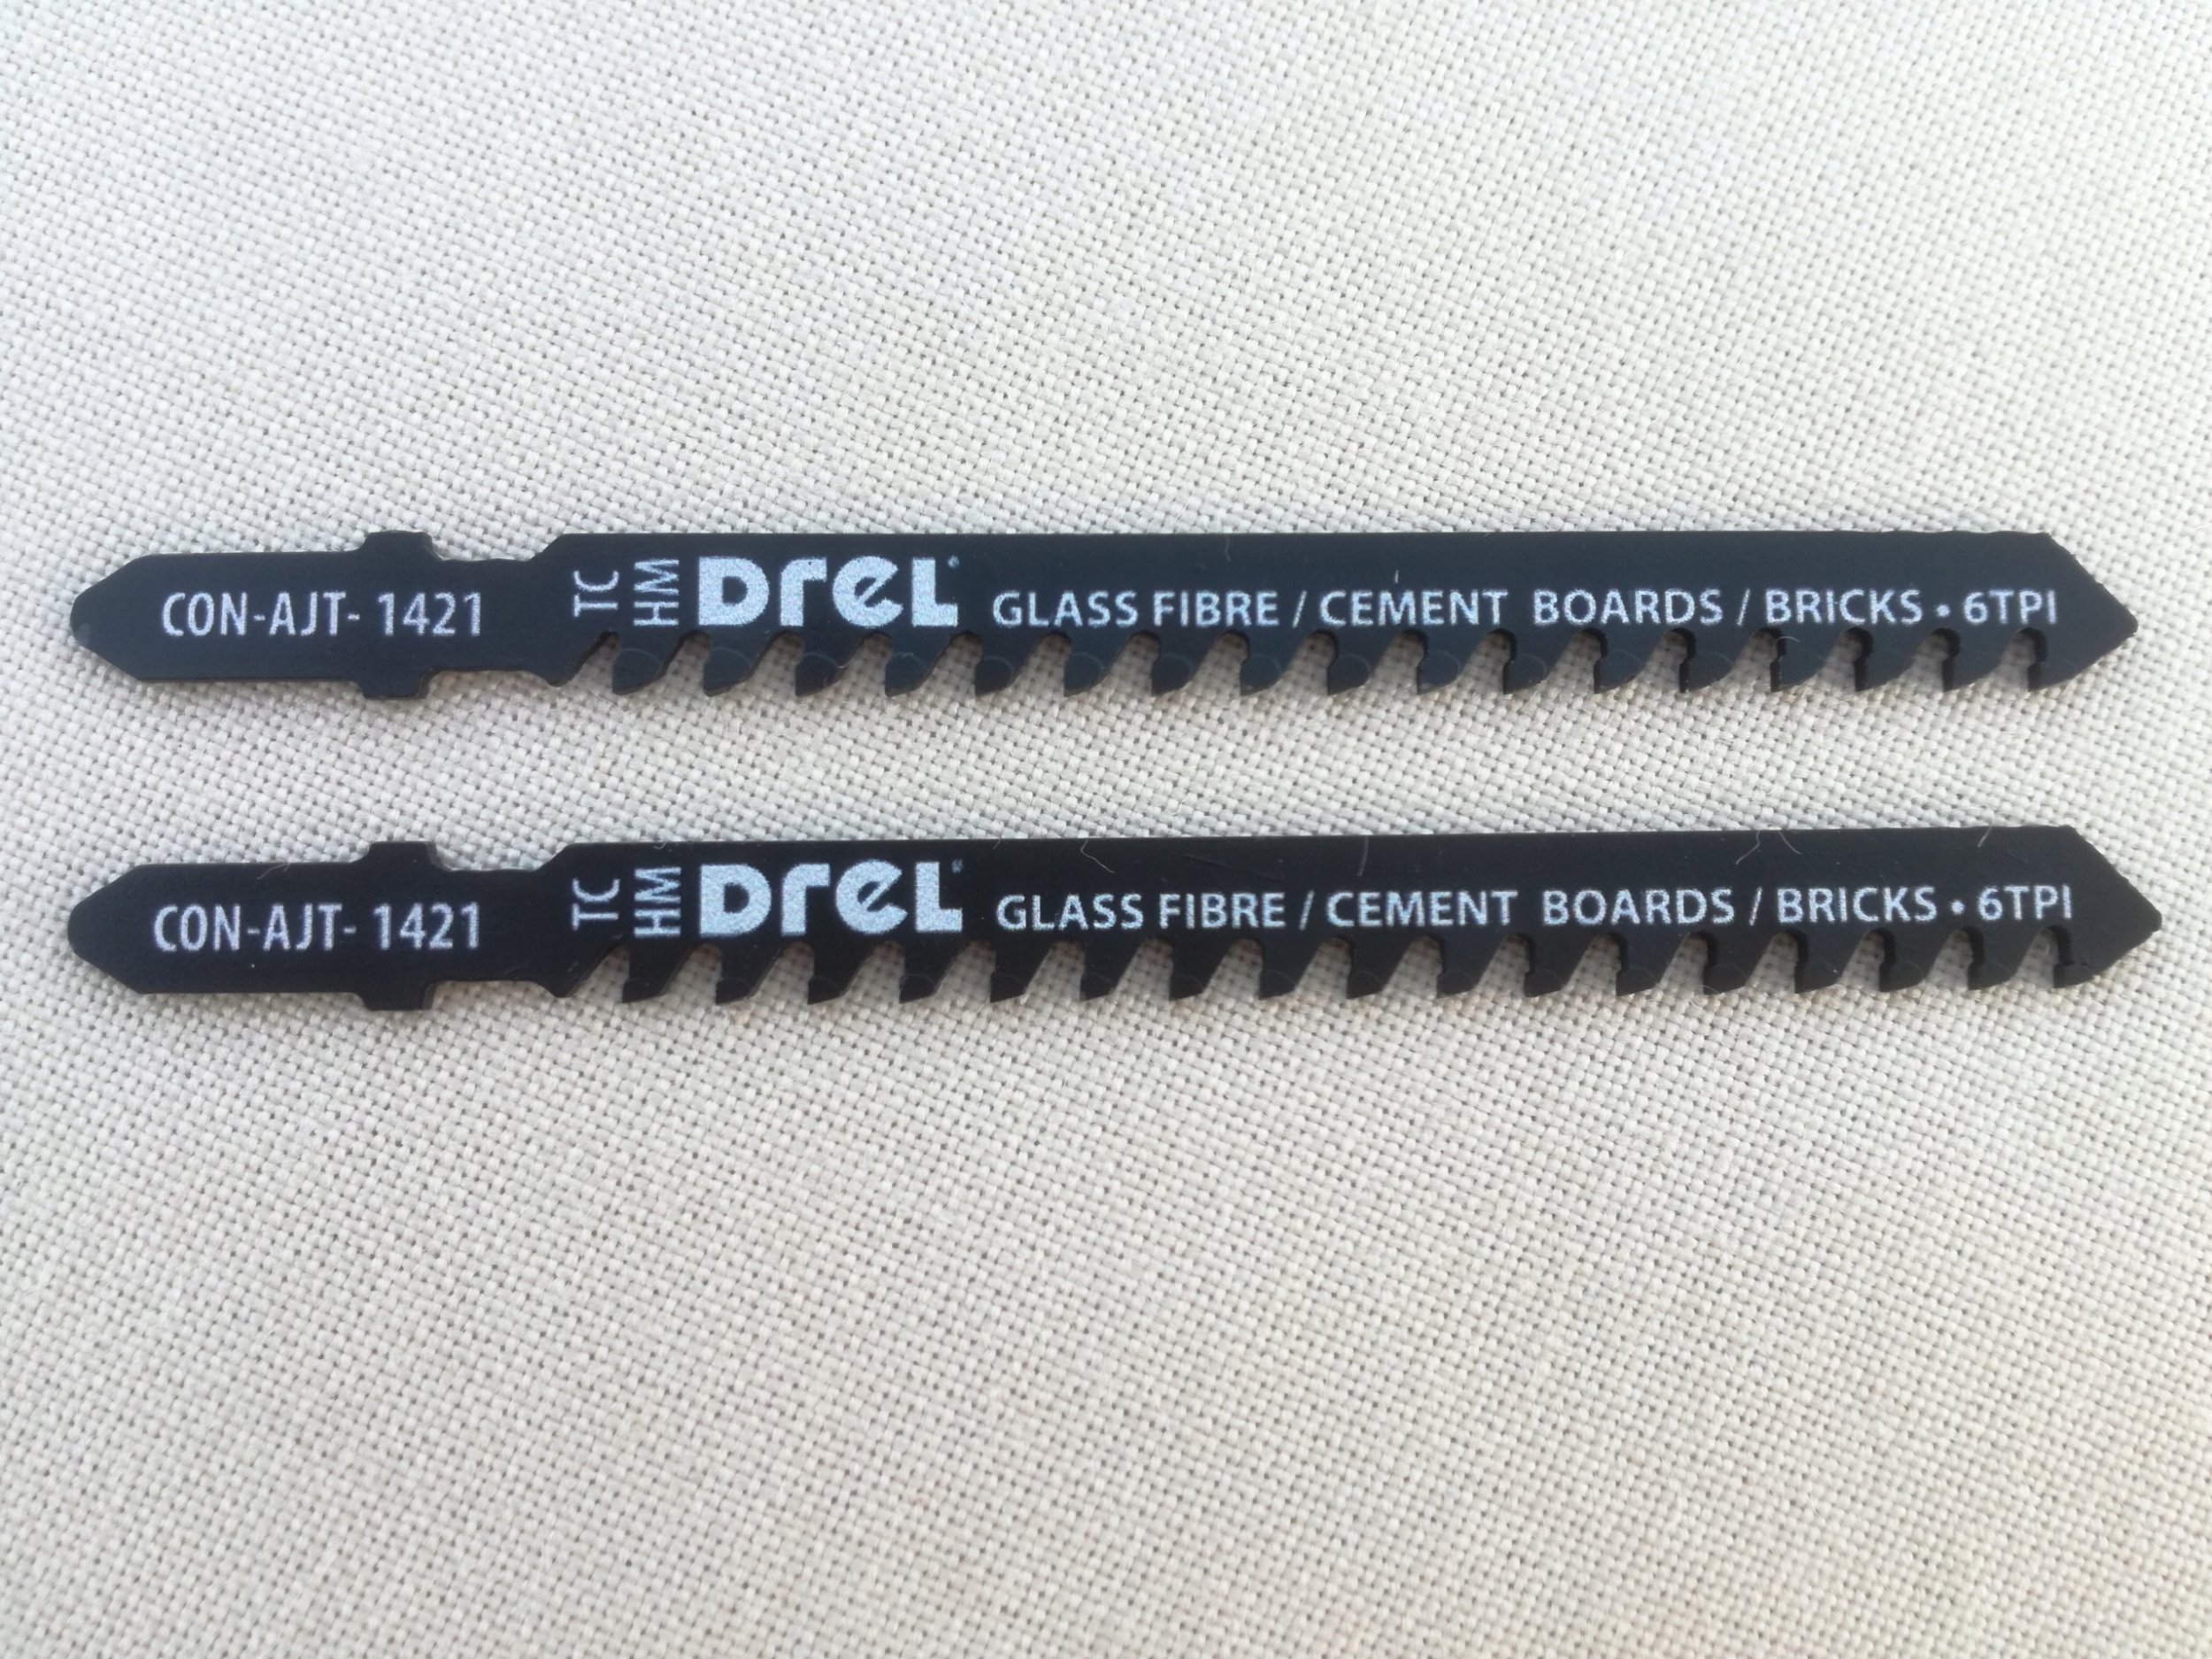 CON-AJT- 1421 TC HM Drel® GLASS FIBRE / CEMENT BOARDS / BRICKS • 6TPI
CON-AJT- 1421 TC HM Drel® GLASS FIBRE / CEMENT BOARDS / BRICKS • 6TPI